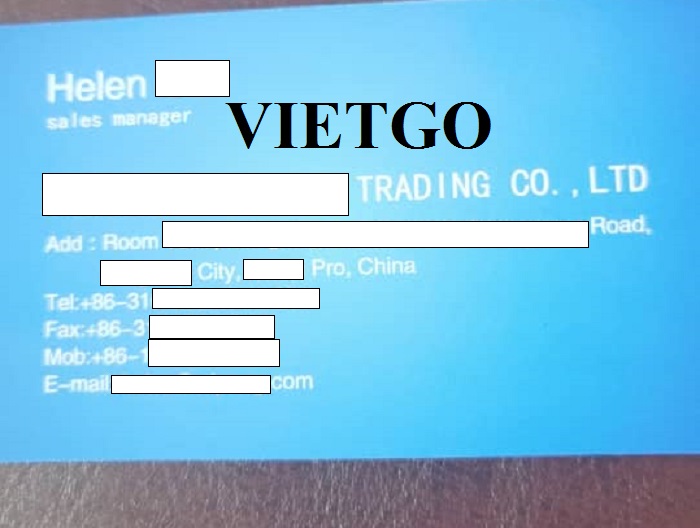 Helen
sales manager
VIETGO
TRADING CO.,LTD
Add : Room Road,
City, Pro, China
Tel:+86-31
Fax:+86-3
Mob:+86-1
E-mail com